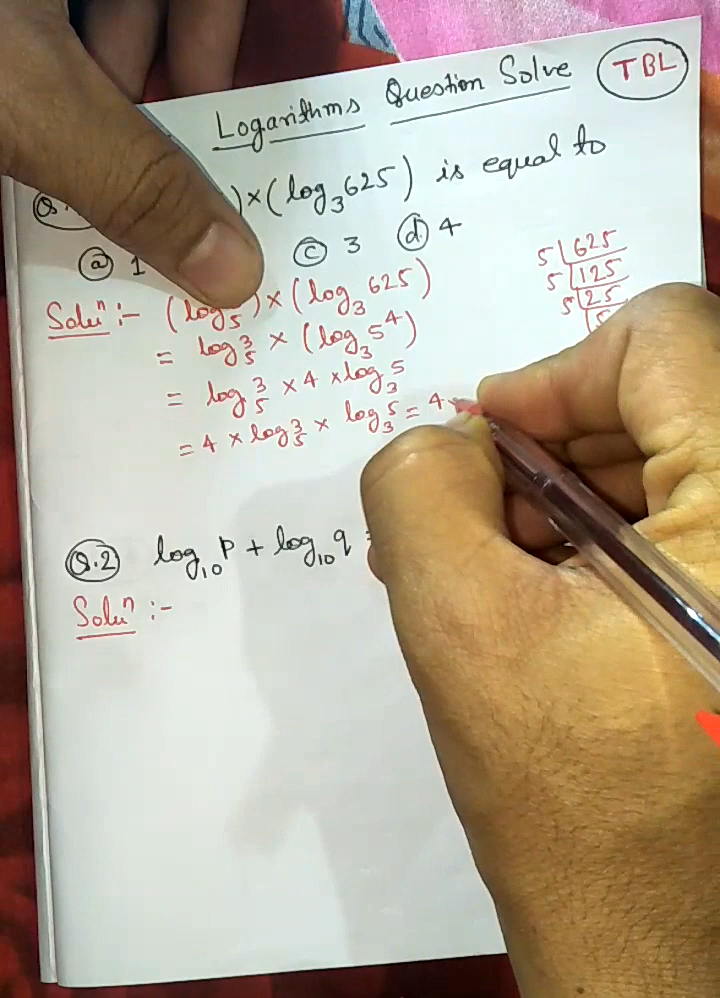 Logarithms Question Solve TBL
)×(log₃625) is equal to
ⓐ 1 ⓒ 3 ⓓ 4
Soluⁿ :- (log₅ )×(log₃625)
= log₅3 × (log₃5⁴)
= log₅3 × 4 × log₃5
= 4 × log₅3 × log₃5 = 4×
5 625
5 125
5 25
5
Q.2 log₁₀p + log₁₀q
Soluⁿ :-